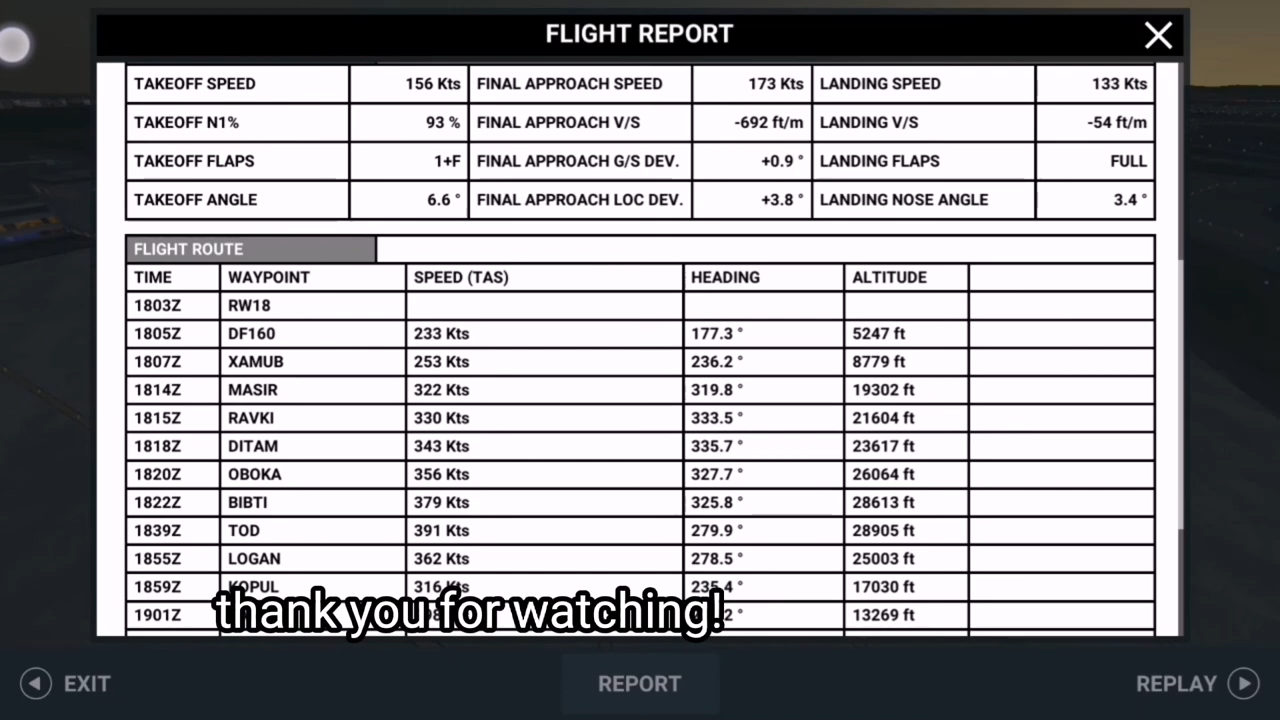 FLIGHT REPORT
TAKEOFF SPEED 156 Kts FINAL APPROACH SPEED 173 Kts LANDING SPEED 133 Kts
TAKEOFF N1% 93 % FINAL APPROACH V/S -692 ft/m LANDING V/S -54 ft/m
TAKEOFF FLAPS 1+F FINAL APPROACH G/S DEV. +0.9 ° LANDING FLAPS FULL
TAKEOFF ANGLE 6.6 ° FINAL APPROACH LOC DEV. +3.8 ° LANDING NOSE ANGLE 3.4 °
FLIGHT ROUTE
TIME WAYPOINT SPEED (TAS) HEADING ALTITUDE
1803Z RW18
1805Z DF160 233 Kts 177.3 ° 5247 ft
1807Z XAMUB 253 Kts 236.2 ° 8779 ft
1814Z MASIR 322 Kts 319.8 ° 19302 ft
1815Z RAVKI 330 Kts 333.5 ° 21604 ft
1818Z DITAM 343 Kts 335.7 ° 23617 ft
1820Z OBOKA 356 Kts 327.7 ° 26064 ft
1822Z BIBTI 379 Kts 325.8 ° 28613 ft
1839Z TOD 391 Kts 279.9 ° 28905 ft
1855Z LOGAN 362 Kts 278.5 ° 25003 ft
1859Z KOPUL 316 Kts 235.4 ° 17030 ft
1901Z 13269 ft
thank you for watching!
EXIT REPORT REPLAY